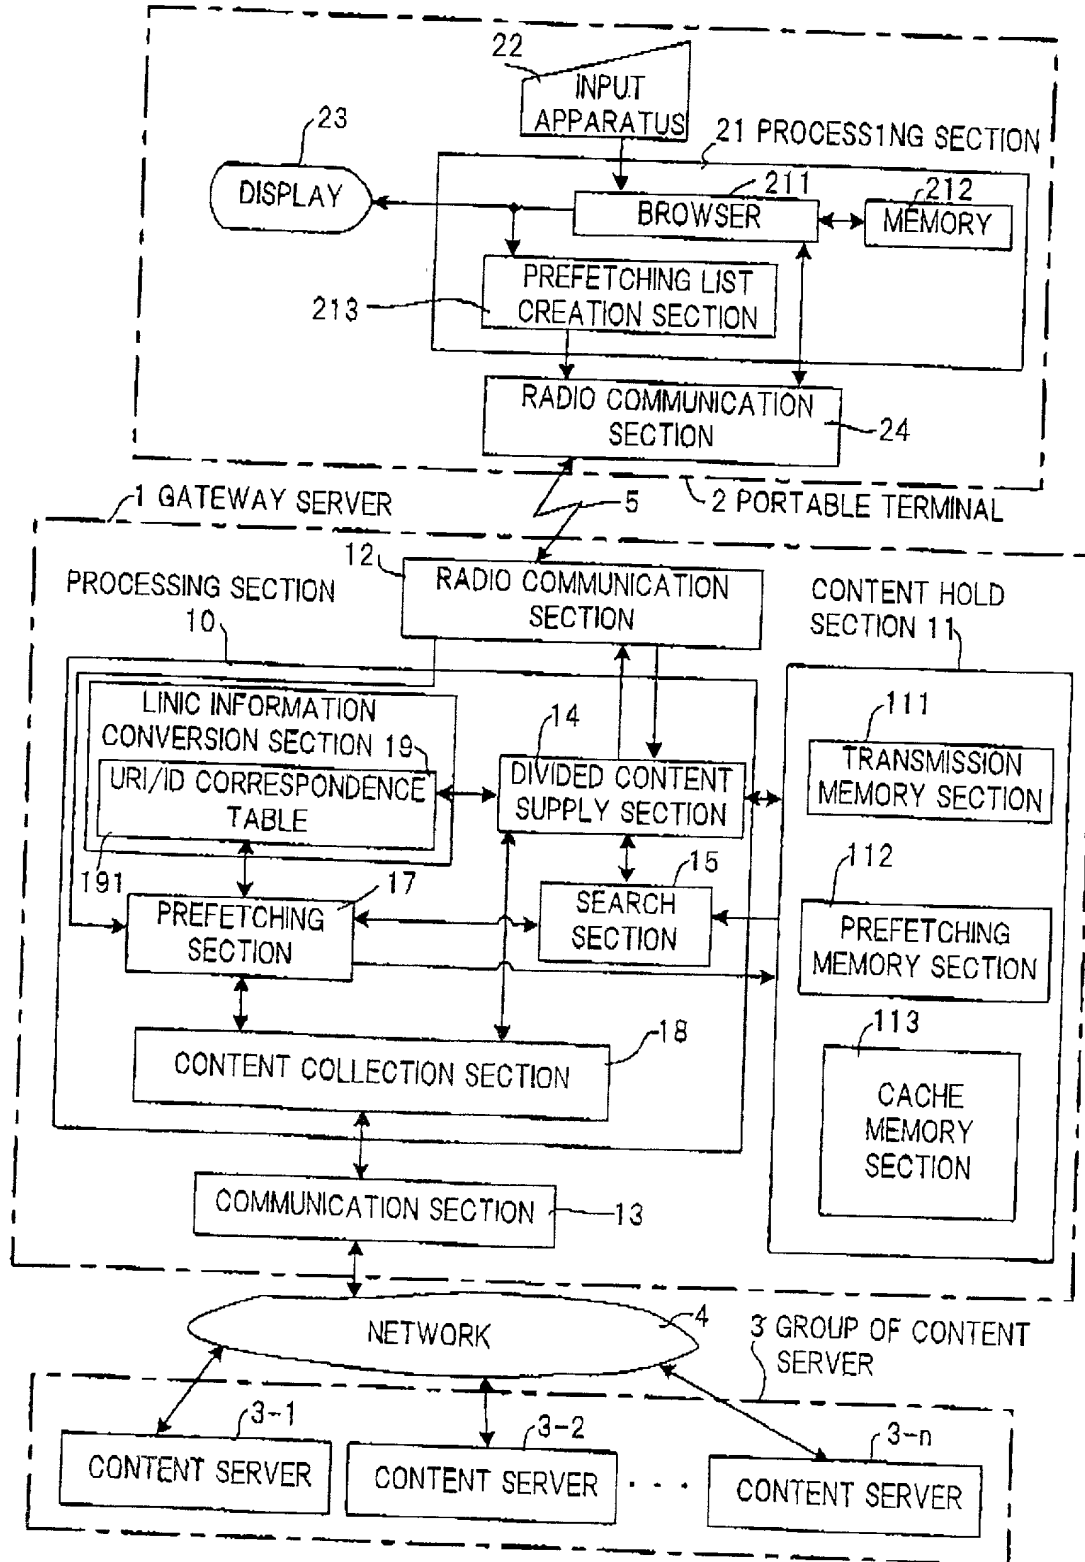 22
INPUT
APPARATUS
23
DISPLAY
21 PROCESS1NG SECTION
211
BROWSER
212
MEMORY
PREFETCHING LIST
CREATION SECTION
213
RADIO COMMUNICATION
SECTION
24
1 GATEWAY SERVER
5
2 PORTABLE TERMINAL
12
RADIO COMMUNICATION
SECTION
PROCESSING SECTION
10
CONTENT HOLD
SECTION 11
LINIC INFORMATION
CONVERSION SECTION 19
URI/ID CORRESPONDENCE
TABLE
191
14
DIVIDED CONTENT
SUPPLY SECTION
111
TRANSMISSION
MEMORY SECTION
17
PREFETCHING
SECTION
15
SEARCH
SECTION
112
PREFETCHING
MEMORY SECTION
18
CONTENT COLLECTION SECTION
113
CACHE
MEMORY
SECTION
COMMUNICATION SECTION
13
NETWORK
4
3 GROUP OF CONTENT
SERVER
3-1
CONTENT SERVER
3-2
CONTENT SERVER
. . .
3-n
CONTENT SERVER